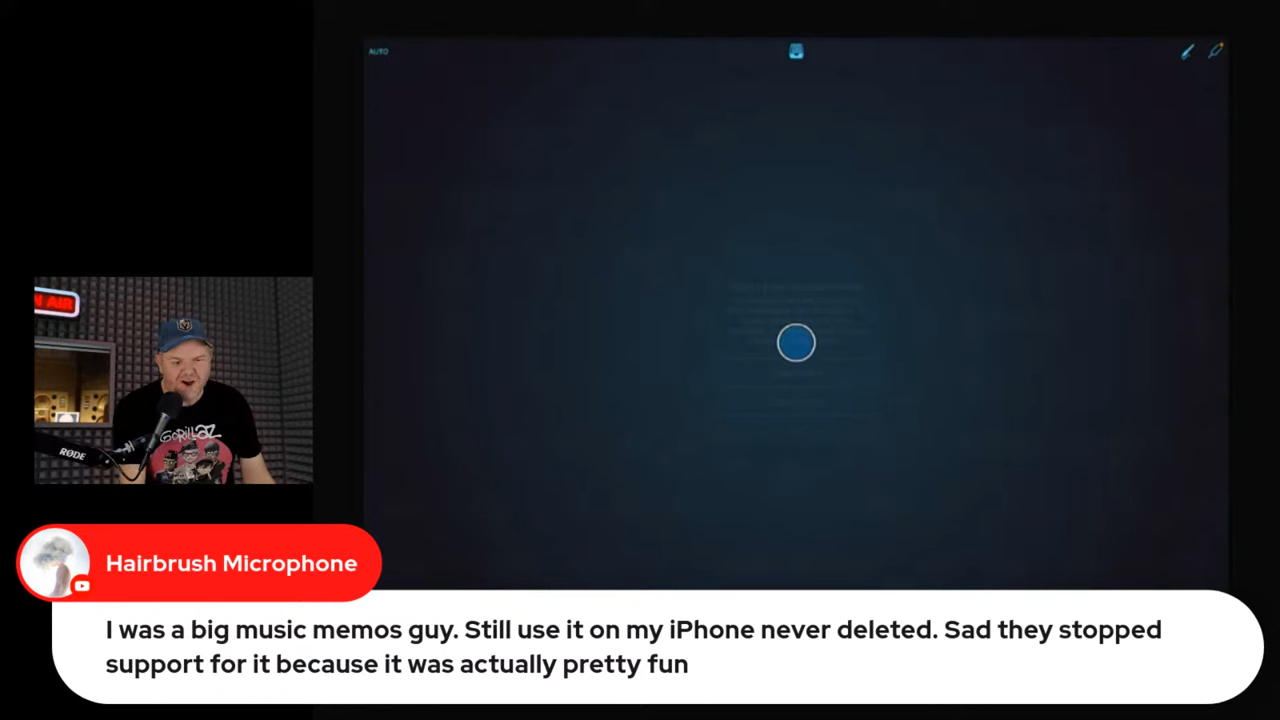 AUTO
N AIR
GORILLAZ
RØDE
Hairbrush Microphone
I was a big music memos guy. Still use it on my iPhone never deleted. Sad they stopped
support for it because it was actually pretty fun